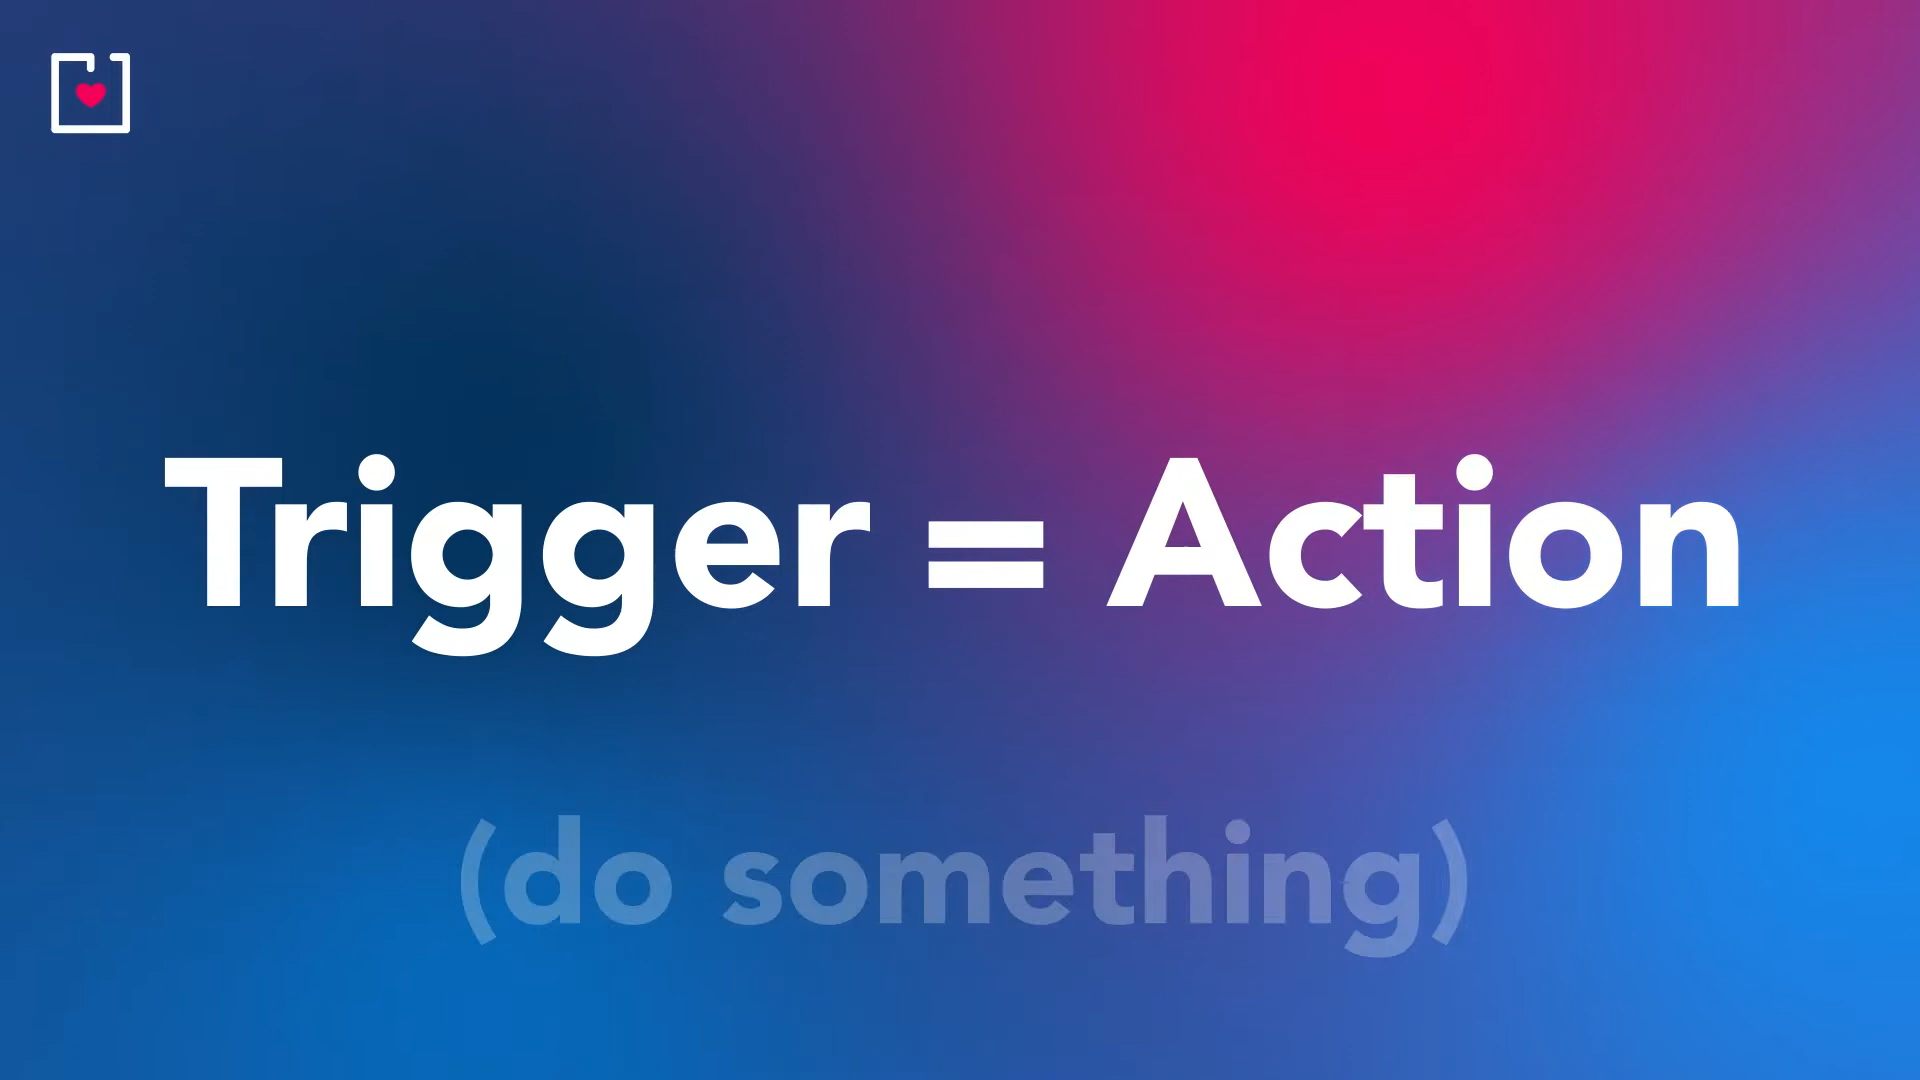 Trigger = Action
(do something)